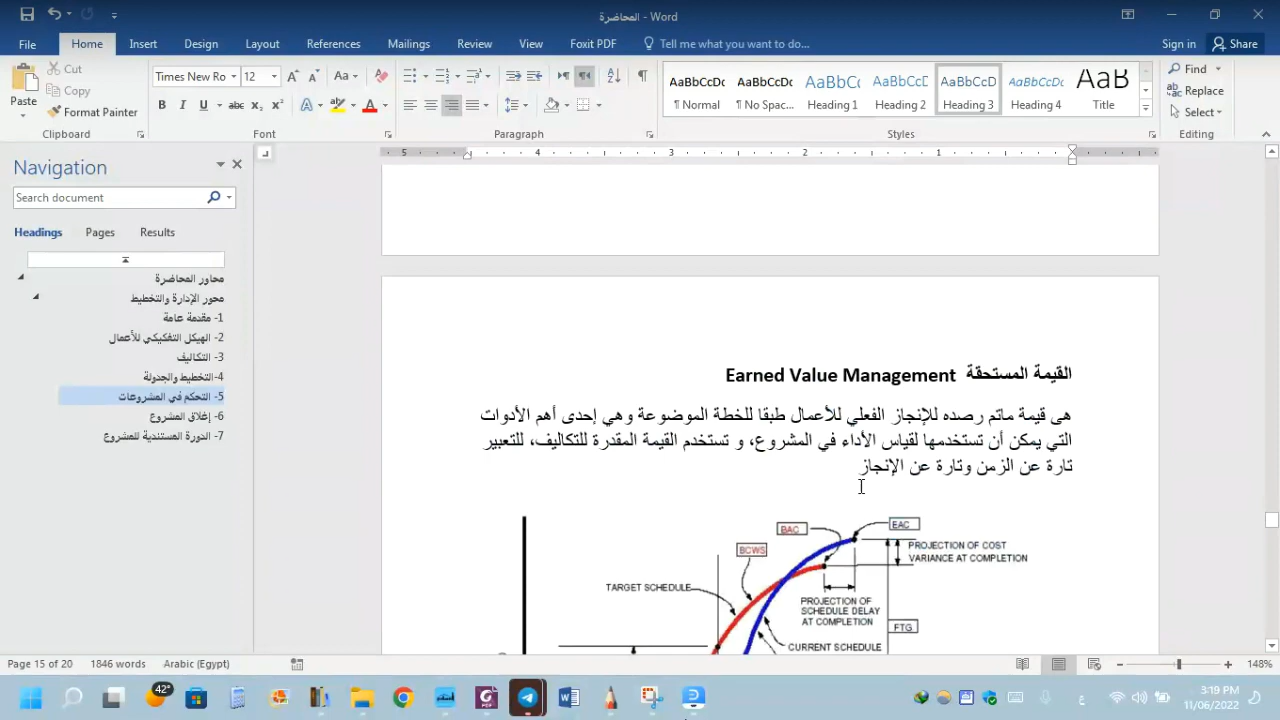 المحاضرة - Word
File
Home
Insert
Design
Layout
References
Mailings
Review
View
Foxit PDF
Tell me what you want to do...
Sign in
Share
Paste
Cut
Copy
Format Painter
Clipboard
Times New Ro
12
Font
Paragraph
AaBbCcDc
¶ Normal
AaBbCcDc
¶ No Spac...
AaBbCc
Heading 1
AaBbCcD
Heading 2
AaBbCcD
Heading 3
AaBbCcD
Heading 4
AaB
Title
Styles
Find
Replace
Select
Editing
5 4 3 2 1
Navigation
Search document
Headings
Pages
Results
محاور المحاضرة
محور الإدارة والتخطيط
1- مقدمة عامة
2- الهيكل التفكيكي للأعمال
3- التكاليف
4- التخطيط والجدولة
5- التحكم في المشروعات
6- إغلاق المشروع
7- الدورة المستندية للمشروع
القيمة المستحقة Earned Value Management
هى قيمة ماتم رصده للإنجاز الفعلي للأعمال طبقا للخطة الموضوعة وهي إحدى أهم الأدوات
التي يمكن أن تستخدمها لقياس الأداء في المشروع، و تستخدم القيمة المقدرة للتكاليف، للتعبير
تارة عن الزمن وتارة عن الإنجاز
BAC
EAC
BCWS
PROJECTION OF COST
VARIANCE AT COMPLETION
TARGET SCHEDULE
PROJECTION OF
SCHEDULE DELAY
AT COMPLETION
FTG
CURRENT SCHEDULE
Page 15 of 20
1846 words
Arabic (Egypt)
148%
42°
ع
3:19 PM
11/06/2022